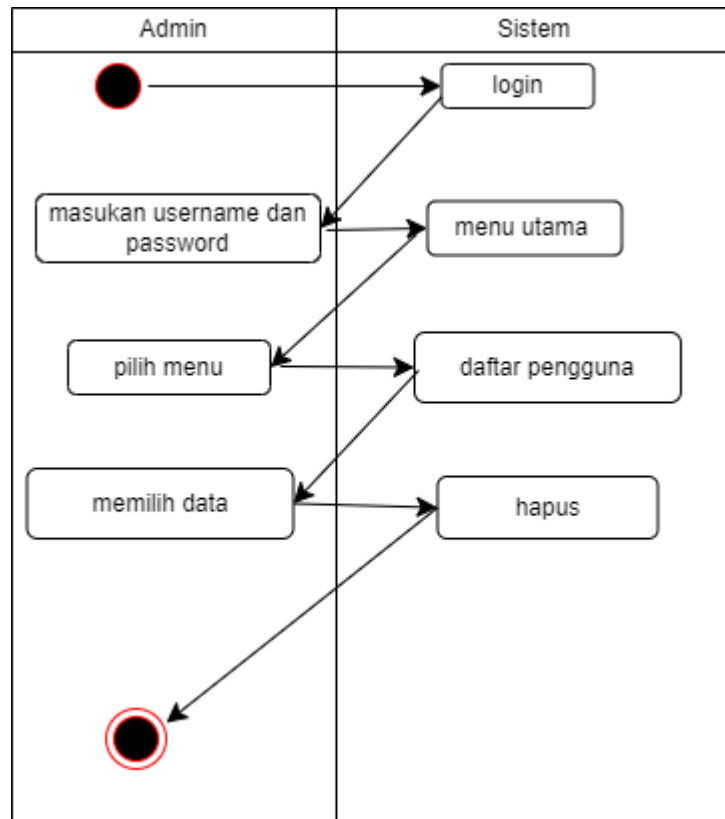 Admin
Sistem
login
masukan username dan
password
menu utama
pilih menu
daftar pengguna
memilih data
hapus